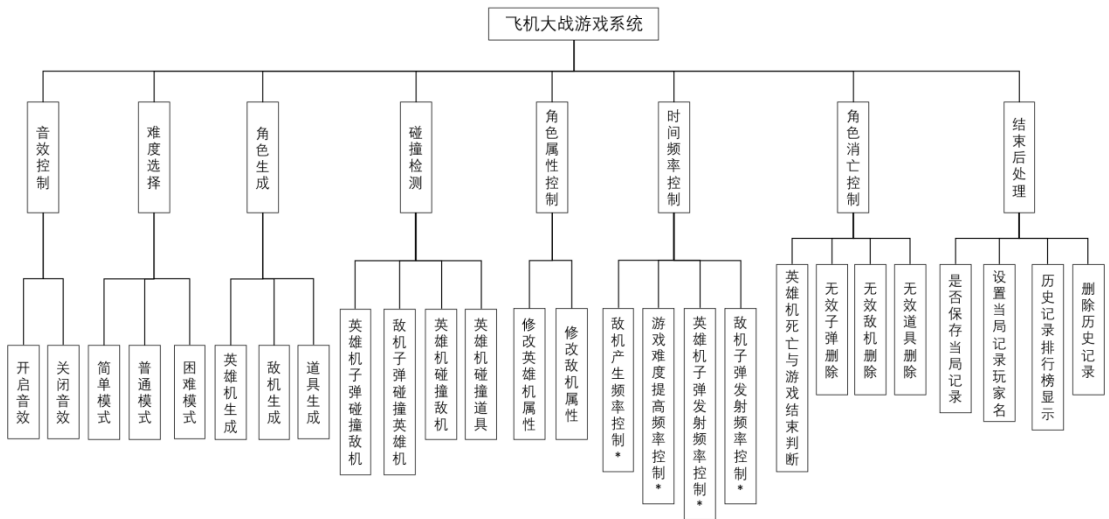 飞机大战游戏系统
音效控制
难度选择
角色生成
碰撞检测
角色属性控制
时间频率控制
角色消亡控制
结束后处理
开启音效
关闭音效
简单模式
普通模式
困难模式
英雄机生成
敌机生成
道具生成
英雄机子弹碰撞敌机
敌机子弹碰撞英雄机
英雄机碰撞敌机
英雄机碰撞道具
修改英雄机属性
修改敌机属性
敌机产生频率控制*
游戏难度提高频率控制*
英雄机子弹发射频率控制*
敌机子弹发射频率控制*
英雄机死亡与游戏结束判断
无效子弹删除
无效敌机删除
无效道具删除
是否保存当局记录
设置当局记录玩家名
历史记录排行榜显示
删除历史记录